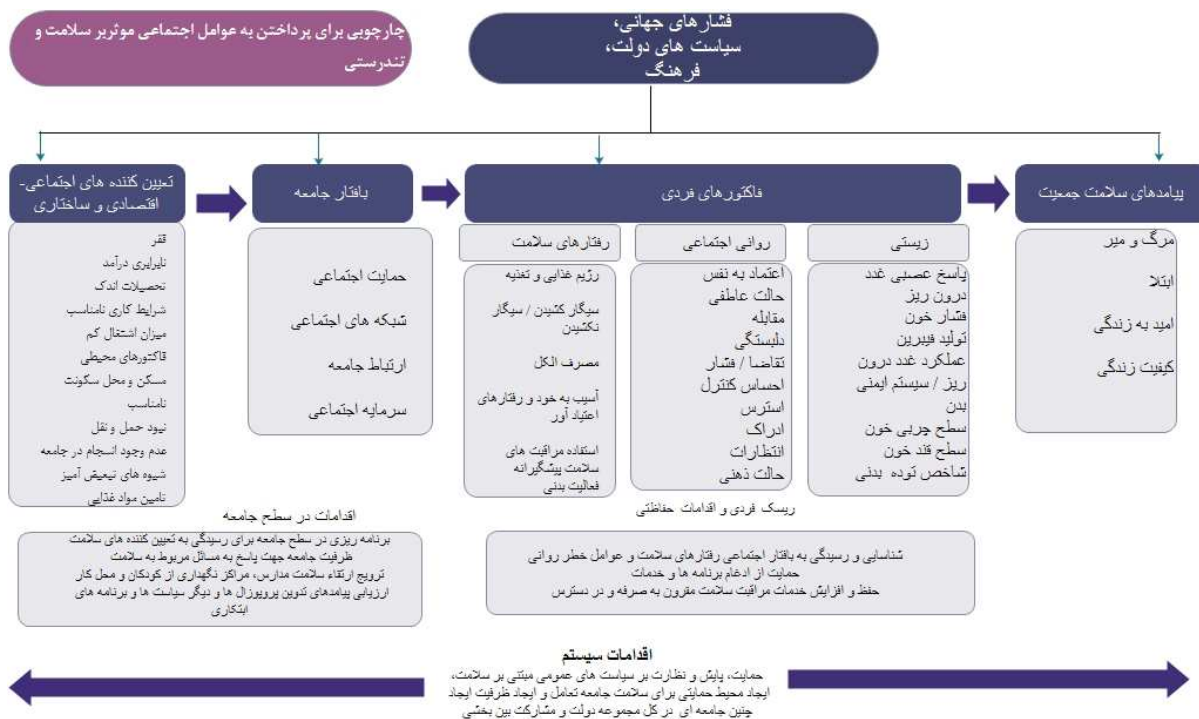 چارچوبی برای پرداختن به عوامل اجتماعی موثربر سلامت و
تندرستی
فشارهای جهانی،
سیاست های دولت،
فرهنگ
تعیین کننده های اجتماعی-
اقتصادی و ساختاری
فقر
نابرابری درآمد
تحصیلات اندک
شرایط کاری نامناسب
میزان اشتغال کم
فاکتورهای محیطی
مسکن و محل سکونت
نامناسب
نبود حمل و نقل
عدم وجود انسجام در جامعه
شیوه های تبعیض آمیز
تامین مواد غذایی
بافتار جامعه
حمایت اجتماعی
شبکه های اجتماعی
ارتباط جامعه
سرمایه اجتماعی
فاکتورهای فردی
رفتارهای سلامت
رژیم غذایی و تغذیه
سیگار کشیدن / سیگار
نکشیدن
مصرف الکل
آسیب به خود و رفتارهای
اعتیاد آور
استفاده مراقبت های
سلامت پیشگیرانه
فعالیت بدنی
روانی اجتماعی
اعتماد به نفس
حالت عاطفی
مقابله
دلبستگی
تقاضا / فشار
احساس کنترل
استرس
ادراک
انتظارات
حالت ذهنی
زیستی
پاسخ عصبی غدد
درون ریز
فشار خون
تولید فیبرین
عملکرد غدد درون
ریز / سیستم ایمنی
بدن
سطح چربی خون
سطح قند خون
شاخص توده بدنی
پیامدهای سلامت جمعیت
مرگ و میر
ابتلا
امید به زندگی
کیفیت زندگی
اقدامات در سطح جامعه
برنامه ریزی در سطح جامعه برای رسیدگی به تعیین کننده های سلامت
ظرفیت جامعه جهت پاسخ به مسائل مربوط به سلامت
ترویج ارتقاء سلامت مدارس، مراکز نگهداری از کودکان و محل کار
ارزیابی پیامدهای تدوین پروپوزال ها و دیگر سیاست ها و برنامه های
ابتکاری
ریسک فردی و اقدامات حفاظتی
شناسایی و رسیدگی به بافتار اجتماعی رفتارهای سلامت و عوامل خطر روانی
حمایت از ادغام برنامه ها و خدمات
حفظ و افزایش خدمات مراقبت سلامت مقرون به صرفه و در دسترس
اقدامات سیستم
حمایت، پایش و نظارت بر سیاست های عمومی مبتنی بر سلامت،
ایجاد محیط حمایتی برای سلامت جامعه تعامل و ایجاد ظرفیت ایجاد
چنین جامعه ای در کل مجموعه دولت و مشارکت بین بخشی